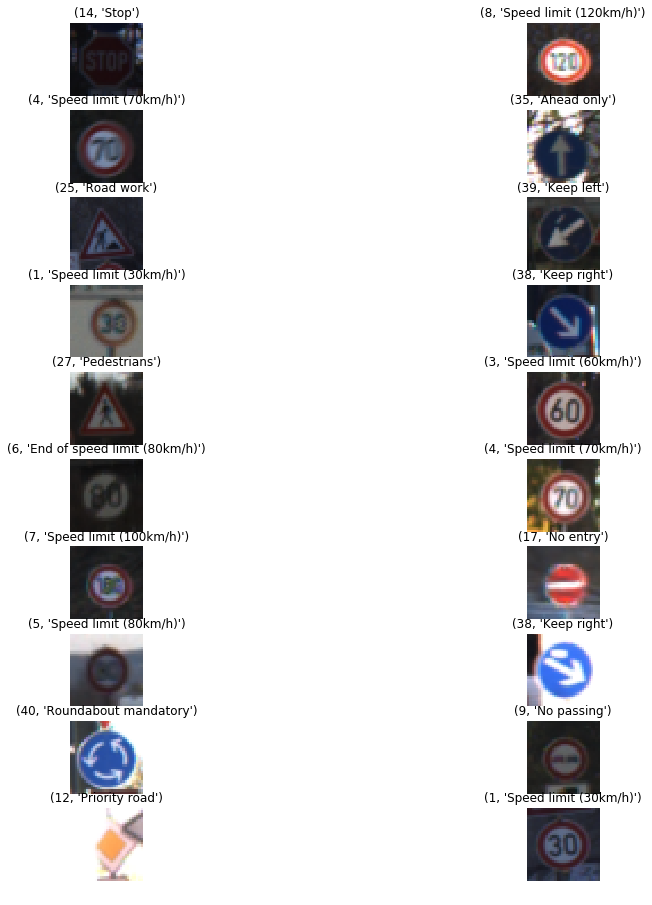 (14, 'Stop')
STOP
(8, 'Speed limit (120km/h)')
120
(4, 'Speed limit (70km/h)')
70
(35, 'Ahead only')
(25, 'Road work')
(39, 'Keep left')
(1, 'Speed limit (30km/h)')
30
(38, 'Keep right')
(27, 'Pedestrians')
(3, 'Speed limit (60km/h)')
60
(6, 'End of speed limit (80km/h)')
80
(4, 'Speed limit (70km/h)')
70
(7, 'Speed limit (100km/h)')
(17, 'No entry')
(5, 'Speed limit (80km/h)')
(38, 'Keep right')
(40, 'Roundabout mandatory')
(9, 'No passing')
(12, 'Priority road')
(1, 'Speed limit (30km/h)')
30